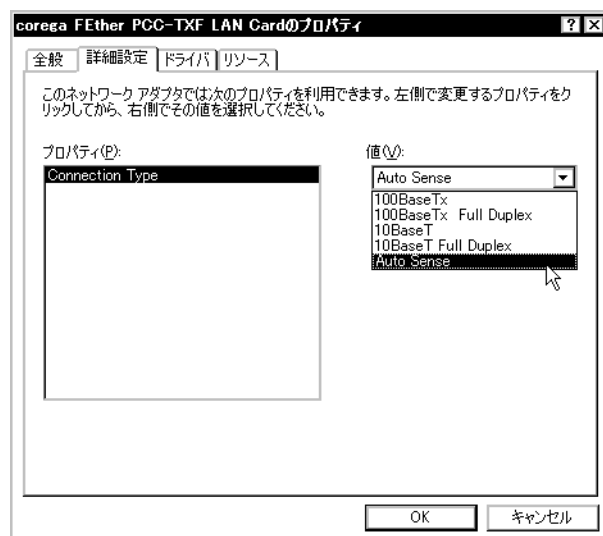 corega FEther PCC-TXF LAN Cardのプロパティ
全般 詳細設定 ドライバ リソース
このネットワーク アダプタでは次のプロパティを利用できます。左側で変更するプロパティをク
リックしてから、右側でその値を選択してください。
プロパティ(P):
Connection Type
値(V):
Auto Sense
100BaseTx
100BaseTx Full Duplex
10BaseT
10BaseT Full Duplex
Auto Sense
OK キャンセル